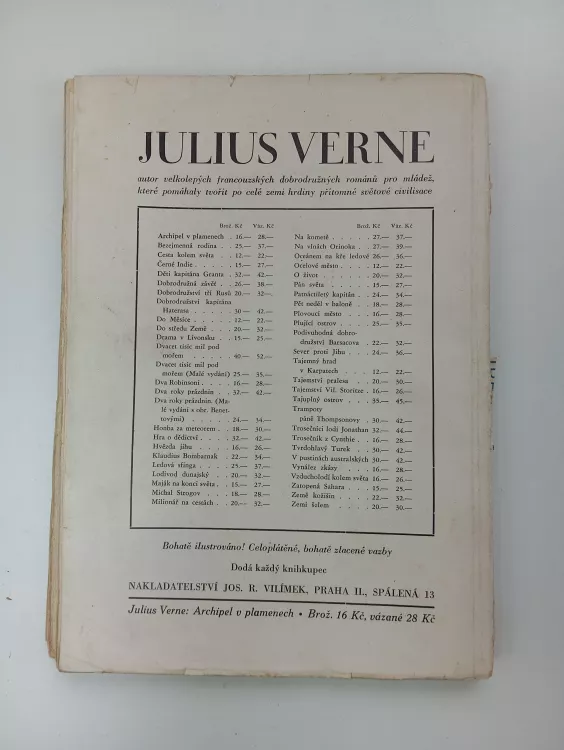 JULIUS VERNE
autor velkolepých francouzských dobrodružných románů pro mládež,
které pomáhaly tvořit po celé zemi hrdiny přítomné světové civilisace
Brož. Kč Váz. Kč
Archipel v plamenech . 16.— 28.—
Bezejmenná rodina . . 25.— 37.—
Cesta kolem světa . . 12.— 22.—
Černé Indie . . . . 15.— 27.—
Děti kapitána Granta . 32.— 42.—
Dobrodružná závěť . . 26.— 38.—
Dobrodružství tří Rusů 20.— 32.—
Dobrodružství kapitána
Haterasa . . . . 30 — 42.—
Do Měsíce . . . . 12.— 22.—
Do středu Země . . . 20.— 32.—
Drama v Livonsku . . 15.— 25.—
Dvacet tisíc mil pod
mořem . . . . . 40.— 52.—
Dvacet tisíc mil pod
mořem (Malé vydání) 25 — 35.—
Dva Robinsoni . . . 16.— 28.—
Dva roky prázdnin . . 32.— 42.—
Dva roky prázdnin (Ma-
lé vydání s obr. Benet-
tovými) . . . . . 24.— 34.—
Honba za meteorem . . 18.— 30.—
Hra o dědictví . . . 32.— 42.—
Hvězda jihu . . . . 16.— 26.—
Klaudius Bombarnak . 22.— 34.—
Ledová sfinga . . . . 25.— 37.—
Lodivod dunajský . . 20.— 32.—
Maják na konci světa . . 15.— 27.—
Michal Strogov . . . 18.— 28.—
Milionář na cestách . . 20.— 32.—
Brož. Kč Váz. Kč
Na kometě . . . . . 27.— 37.—
Na vlnách Orinoka . . 27.— 39.—
Oceánem na kře ledové 26.— 36.—
Ocelové město . . . . 12.— 22.—
O život . . . . . . 20.— 32.—
Pán světa . . . . . 15.— 27.—
Patnáctiletý kapitán . . 24.— 34.—
Pět neděl v baloně . . 18.— 28.—
Plovoucí město . . . 16.— 28.—
Plující ostrov . . . . 25.— 35.—
Podivuhodná dobro-
družství Barsacova . . 22.— 32.—
Sever proti Jihu . . . 24.— 36.—
Tajemný hrad
v Karpatech . . . 12.— 22.—
Tajemství pralesa . . 20.— 30.—
Tajemství Vil. Storitze . 16.— 26.—
Tajuplný ostrov . . . 35.— 45.—
Trampoty
páně Thompsonovy . 30.— 42.—
Trosečníci lodi Jonathan 32.— 44.—
Trosečník z Cynthie . . 16.— 28.—
Tvrdohlavý Turek . . 30.— 42.—
V pustinách australských 30.— 42.—
Vynález zkázy . . . 16.— 28.—
Vzducholodí kolem světa 16.— 26.—
Zatopená Sahara . . . 15.— 25.—
Země kožišin . . . . 22.— 32.—
Zemí šelem . . . . 20.— 30.—
Bohatě ilustrováno! Celoplátěné, bohatě zlacené vazby
Dodá každý knihkupec
NAKLADATELSTVÍ JOS. R. VILÍMEK, PRAHA II., SPÁLENÁ 13
Julius Verne: Archipel v plamenech • Brož. 16 Kč, vázané 28 Kč